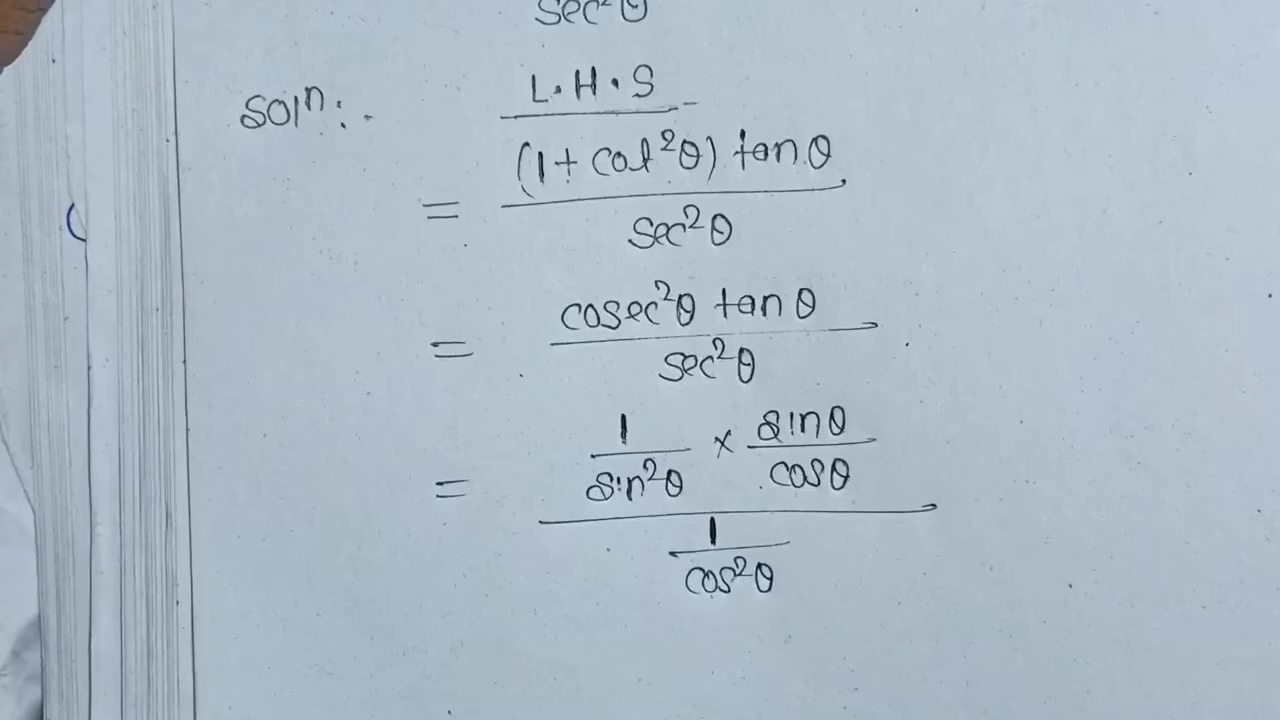 sec²θ
Solⁿ:. L.H.S
= (1 + cot²θ) tanθ
sec²θ
= cosec²θ tanθ
sec²θ
1 × sinθ
= sin²θ cosθ
1
cos²θ